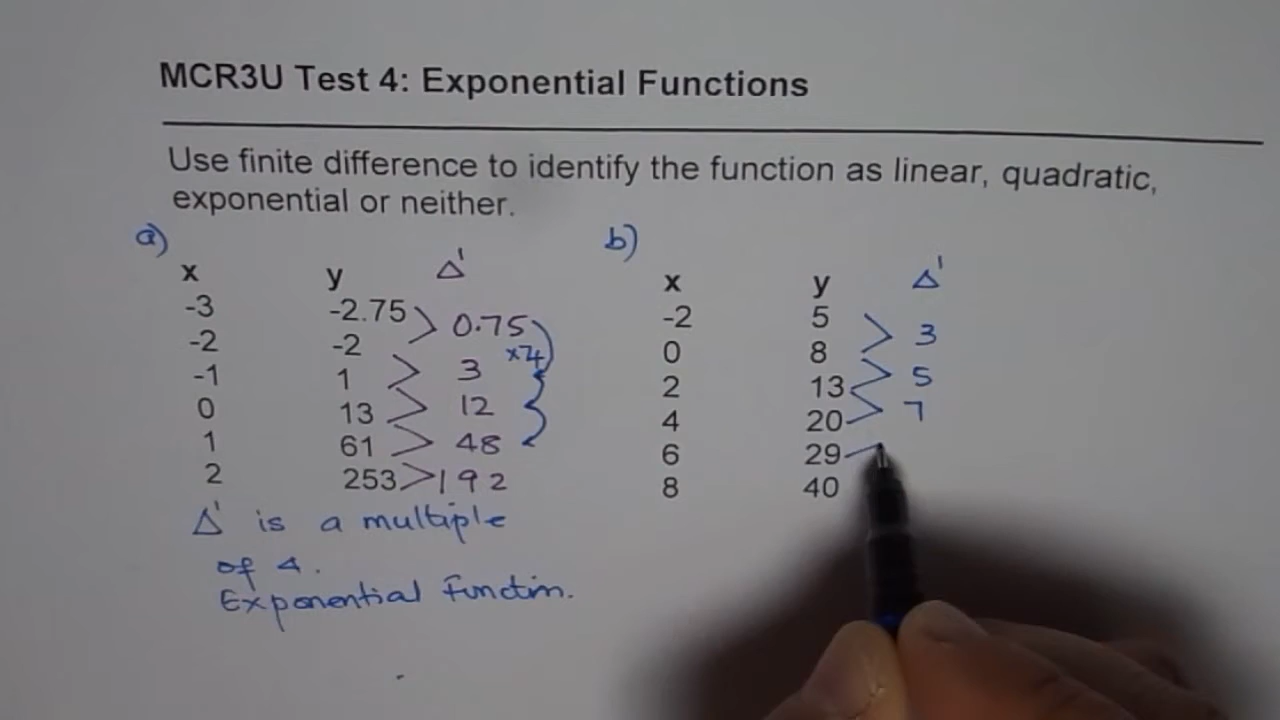 MCR3U Test 4: Exponential Functions
Use finite difference to identify the function as linear, quadratic,
exponential or neither.
a)
x y Δ'
-3 -2.75 > 0.75
-2 -2 ×4
-1 1 > 3
0 13 > 12
1 61 > 48
2 253 > 192
Δ' is a multiple
of 4.
Exponential Functin.
b)
x y Δ'
-2 5 > 3
0 8
2 13 > 5
4 20 > 7
6 29
8 40